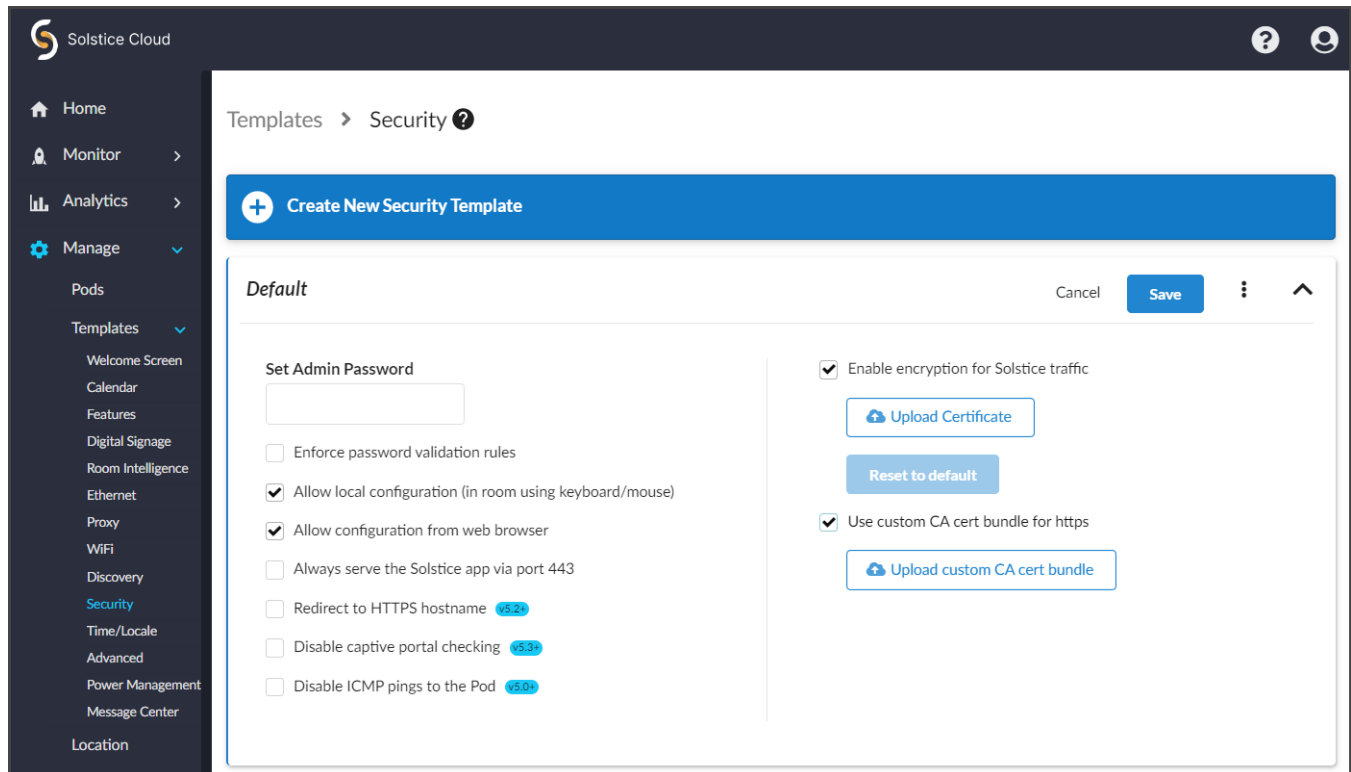 Solstice Cloud
Home
Monitor
Analytics
Manage
Pods
Templates
Welcome Screen
Calendar
Features
Digital Signage
Room Intelligence
Ethernet
Proxy
WiFi
Discovery
Security
Time/Locale
Advanced
Power Management
Message Center
Location
Templates > Security ?
Create New Security Template
Default
Cancel
Save
Set Admin Password
Enforce password validation rules
Allow local configuration (in room using keyboard/mouse)
Allow configuration from web browser
Always serve the Solstice app via port 443
Redirect to HTTPS hostname v5.2+
Disable captive portal checking v5.3+
Disable ICMP pings to the Pod v5.0+
Enable encryption for Solstice traffic
Upload Certificate
Reset to default
Use custom CA cert bundle for https
Upload custom CA cert bundle